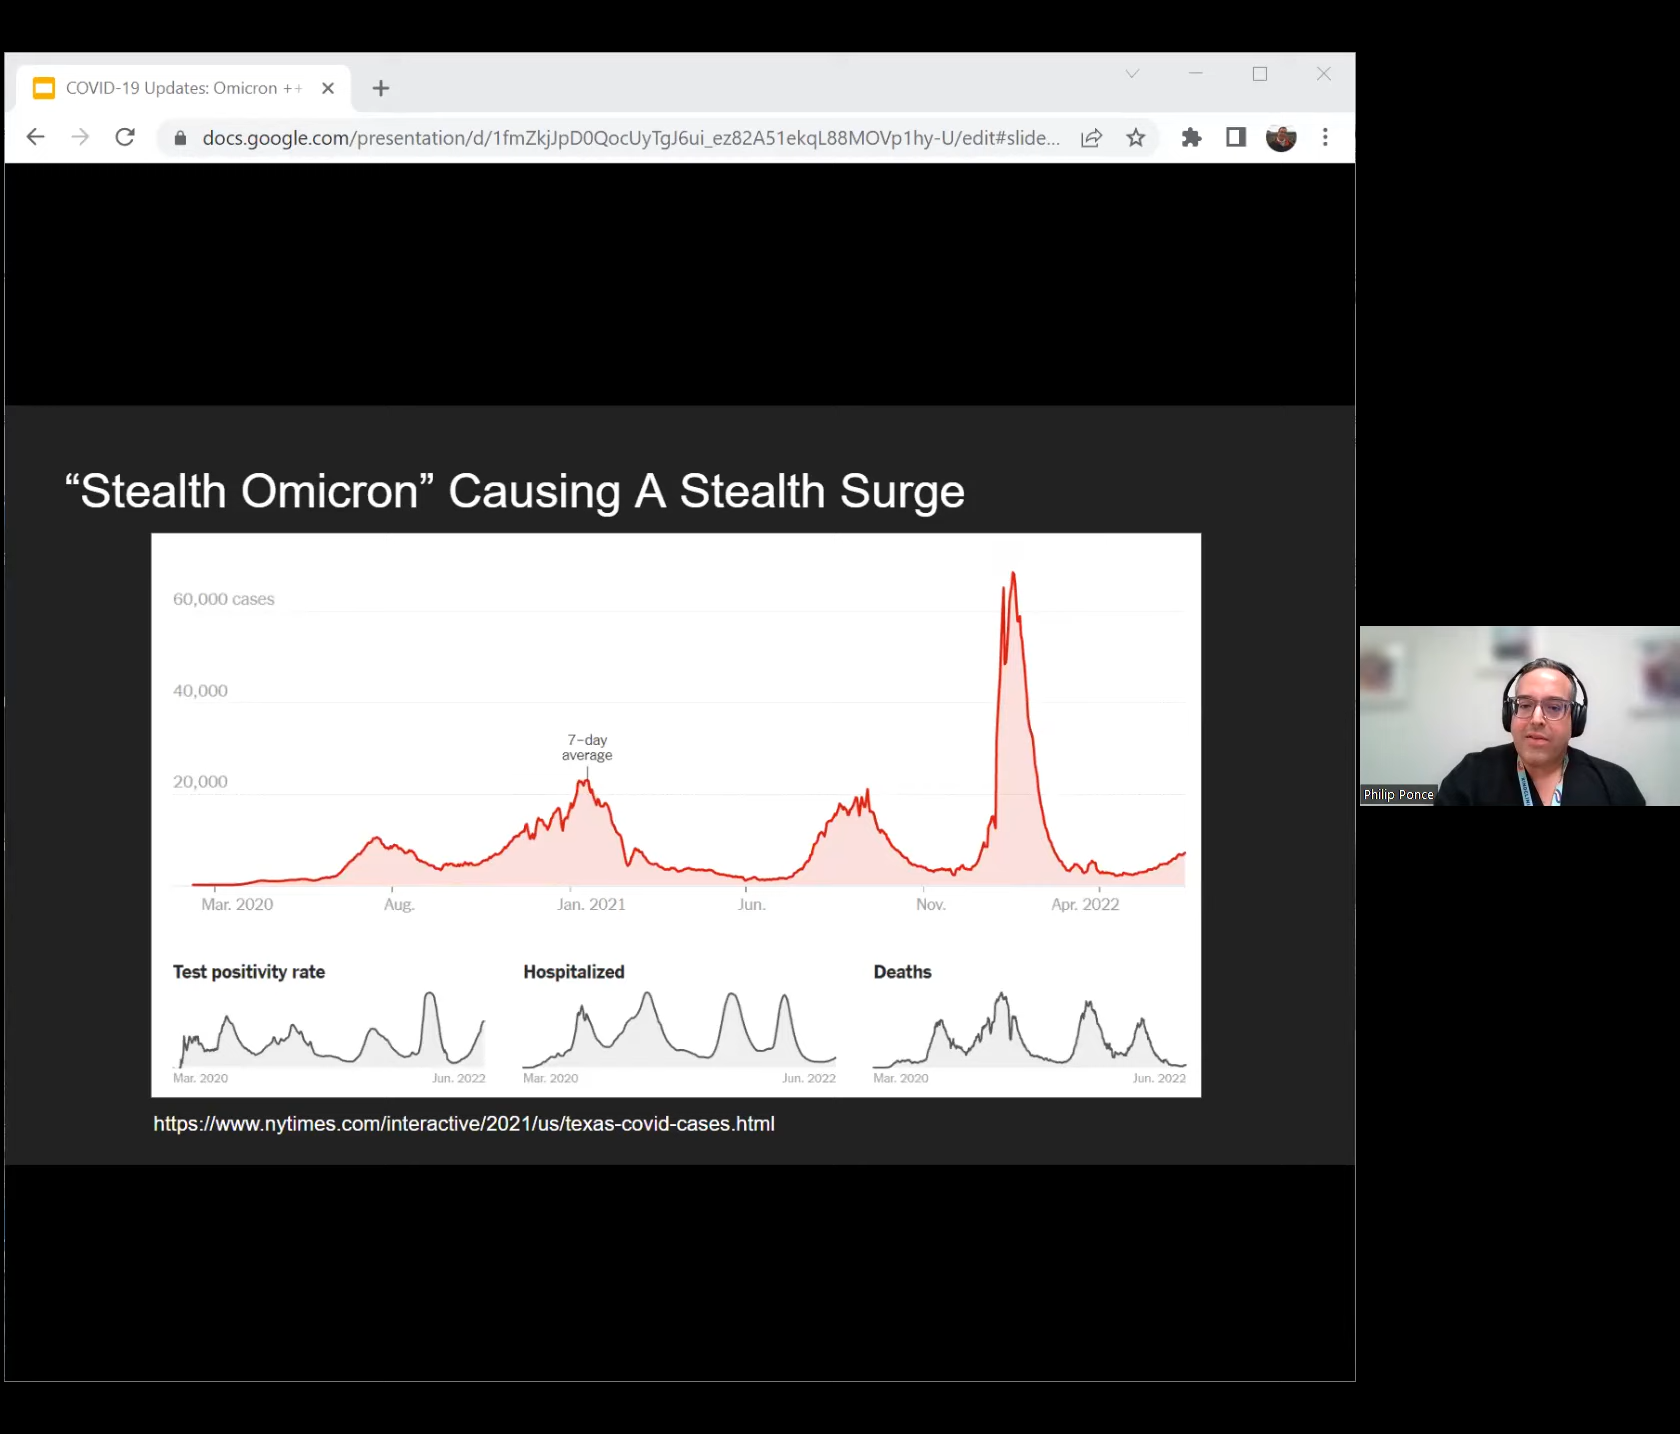 COVID-19 Updates: Omicron ++
docs.google.com/presentation/d/1fmZkjJpD0QocUyTgJ6ui_ez82A51ekqL88MOVp1hy-U/edit#slide...
“Stealth Omicron” Causing A Stealth Surge
60,000 cases
40,000
20,000
7-day
average
Mar. 2020 Aug. Jan. 2021 Jun. Nov. Apr. 2022
Test positivity rate Hospitalized Deaths
Mar. 2020 Jun. 2022 Mar. 2020 Jun. 2022 Mar. 2020 Jun. 2022
https://www.nytimes.com/interactive/2021/us/texas-covid-cases.html
Philip Ponce